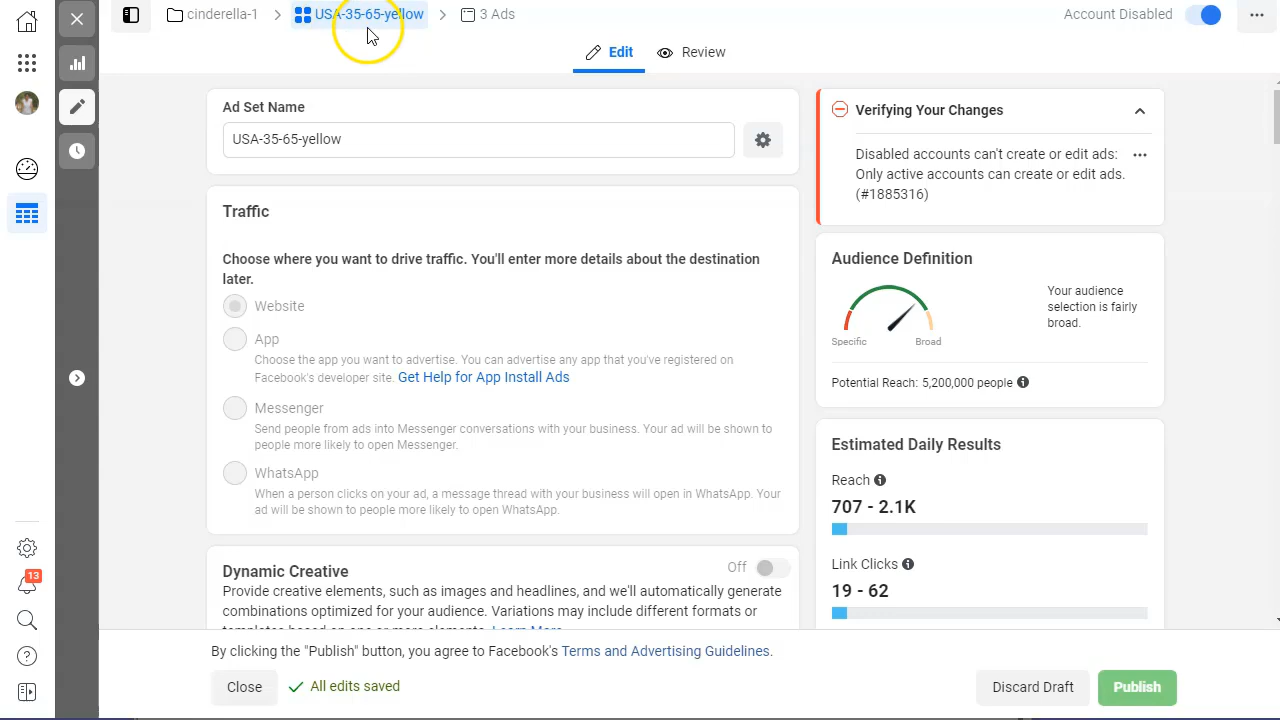 cinderella-1
USA-35-65-yellow
3 Ads
Account Disabled
Edit
Review
Ad Set Name
USA-35-65-yellow
Traffic
Choose where you want to drive traffic. You'll enter more details about the destination
later.
Website
App
Choose the app you want to advertise. You can advertise any app that you've registered on
Facebook's developer site. Get Help for App Install Ads
Messenger
Send people from ads into Messenger conversations with your business. Your ad will be shown to
people more likely to open Messenger.
WhatsApp
When a person clicks on your ad, a message thread with your business will open in WhatsApp. Your
ad will be shown to people more likely to open WhatsApp.
Dynamic Creative
Off
Provide creative elements, such as images and headlines, and we'll automatically generate
combinations optimized for your audience. Variations may include different formats or
templates based on one or more elements. Learn More
Verifying Your Changes
Disabled accounts can't create or edit ads:
Only active accounts can create or edit ads.
(#1885316)
Audience Definition
Your audience
selection is fairly
broad.
Specific
Broad
Potential Reach: 5,200,000 people
Estimated Daily Results
Reach
707 - 2.1K
Link Clicks
19 - 62
13
By clicking the "Publish" button, you agree to Facebook's Terms and Advertising Guidelines.
Close
All edits saved
Discard Draft
Publish